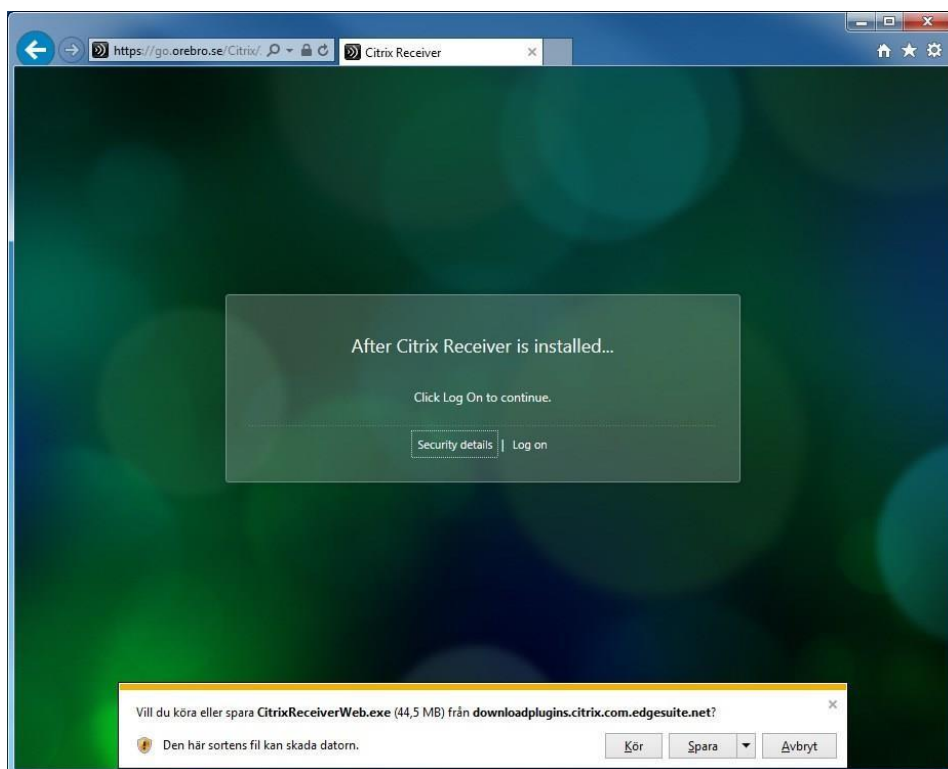 https://go.orebro.se/Citrix/.
Citrix Receiver
After Citrix Receiver is installed...
Click Log On to continue.
Security details | Log on
Vill du köra eller spara CitrixReceiverWeb.exe (44,5 MB) från downloadplugins.citrix.com.edgesuite.net?
Den här sortens fil kan skada datorn.
Kör Spara Avbryt